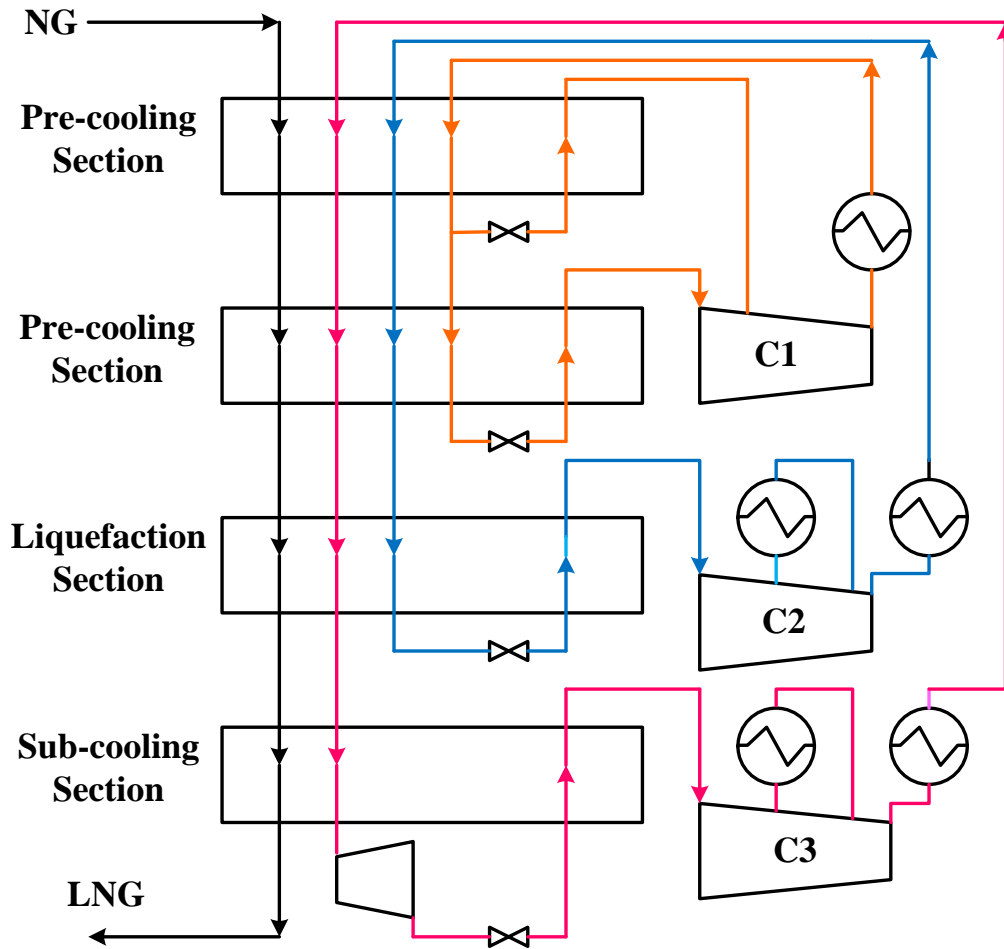 NG
Pre-cooling
Section
Pre-cooling
Section
C1
Liquefaction
Section
C2
Sub-cooling
Section
C3
LNG